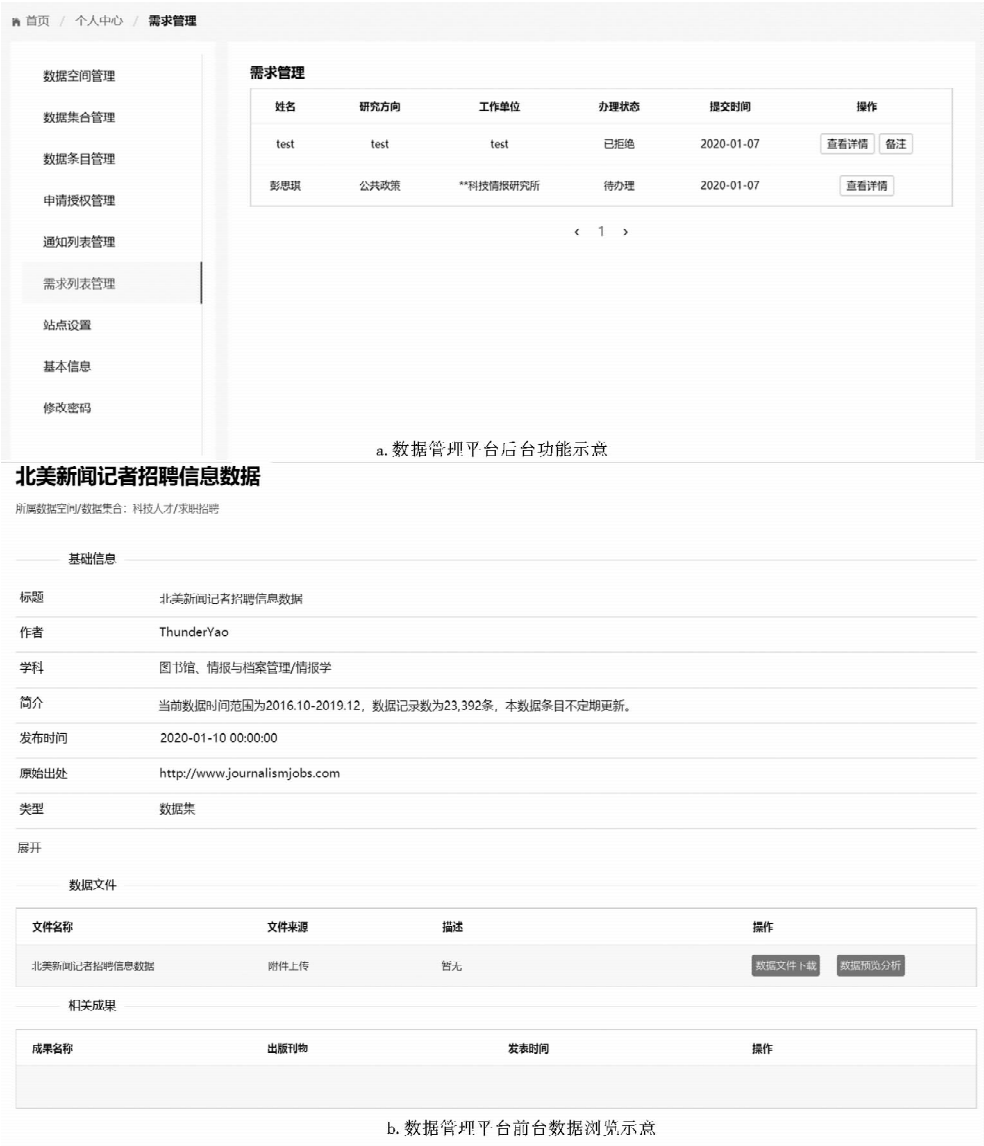 首页 / 个人中心 / 需求管理
数据空间管理
数据集合管理
数据条目管理
申请授权管理
通知列表管理
需求列表管理
站点设置
基本信息
修改密码
需求管理
姓名 研究方向 工作单位 办理状态 提交时间 操作
test test test 已拒绝 2020-01-07 查看详情 备注
彭思琪 公共政策 **科技情报研究所 待办理 2020-01-07 查看详情
‹ 1 ›
a. 数据管理平台后台功能示意
北美新闻记者招聘信息数据
所属数据空间/数据集合：科技人才/求职招聘
基础信息
标题 北美新闻记者招聘信息数据
作者 ThunderYao
学科 图书馆、情报与档案管理/情报学
简介 当前数据时间范围为2016.10-2019.12，数据记录数为23,392条，本数据条目不定期更新。
发布时间 2020-01-10 00:00:00
原始出处 http://www.journalismjobs.com
类型 数据集
展开
数据文件
文件名称 文件来源 描述 操作
北美新闻记者招聘信息数据 附件上传 暂无 数据文件下载 数据预览分析
相关成果
成果名称 出版刊物 发表时间 操作
b. 数据管理平台前台数据浏览示意